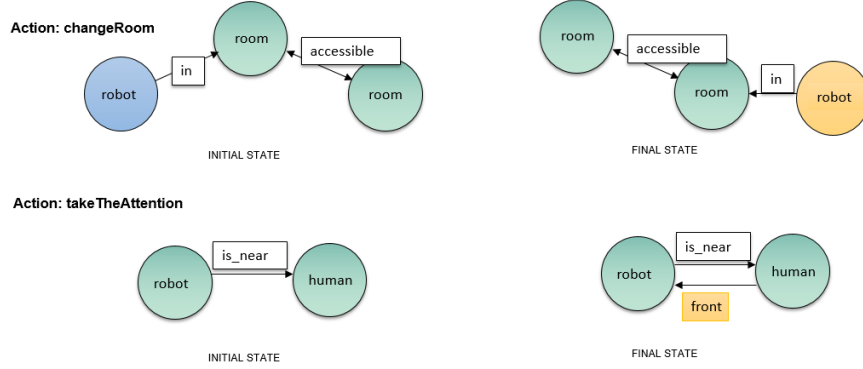 Action: changeRoom
room
accessible
in
robot
room
INITIAL STATE
room
accessible
in
room
robot
FINAL STATE
Action: takeTheAttention
is_near
robot
human
INITIAL STATE
is_near
robot
human
front
FINAL STATE